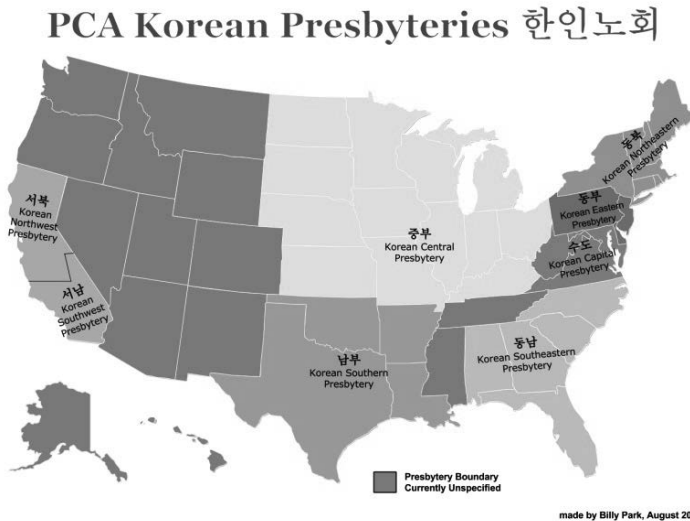 PCA Korean Presbyteries 한인노회
동북
Korean Northeastern
Presbytery
서북
Korean
Northwest
Presbytery
동부
Korean Eastern
Presbytery
중부
Korean Central
Presbytery
수도
Korean Capital
Presbytery
서남
Korean
Southwest
Presbytery
동남
Korean Southeastern
Presbytery
남부
Korean Southern
Presbytery
Presbytery Boundary
Currently Unspecified
made by Billy Park, August 20